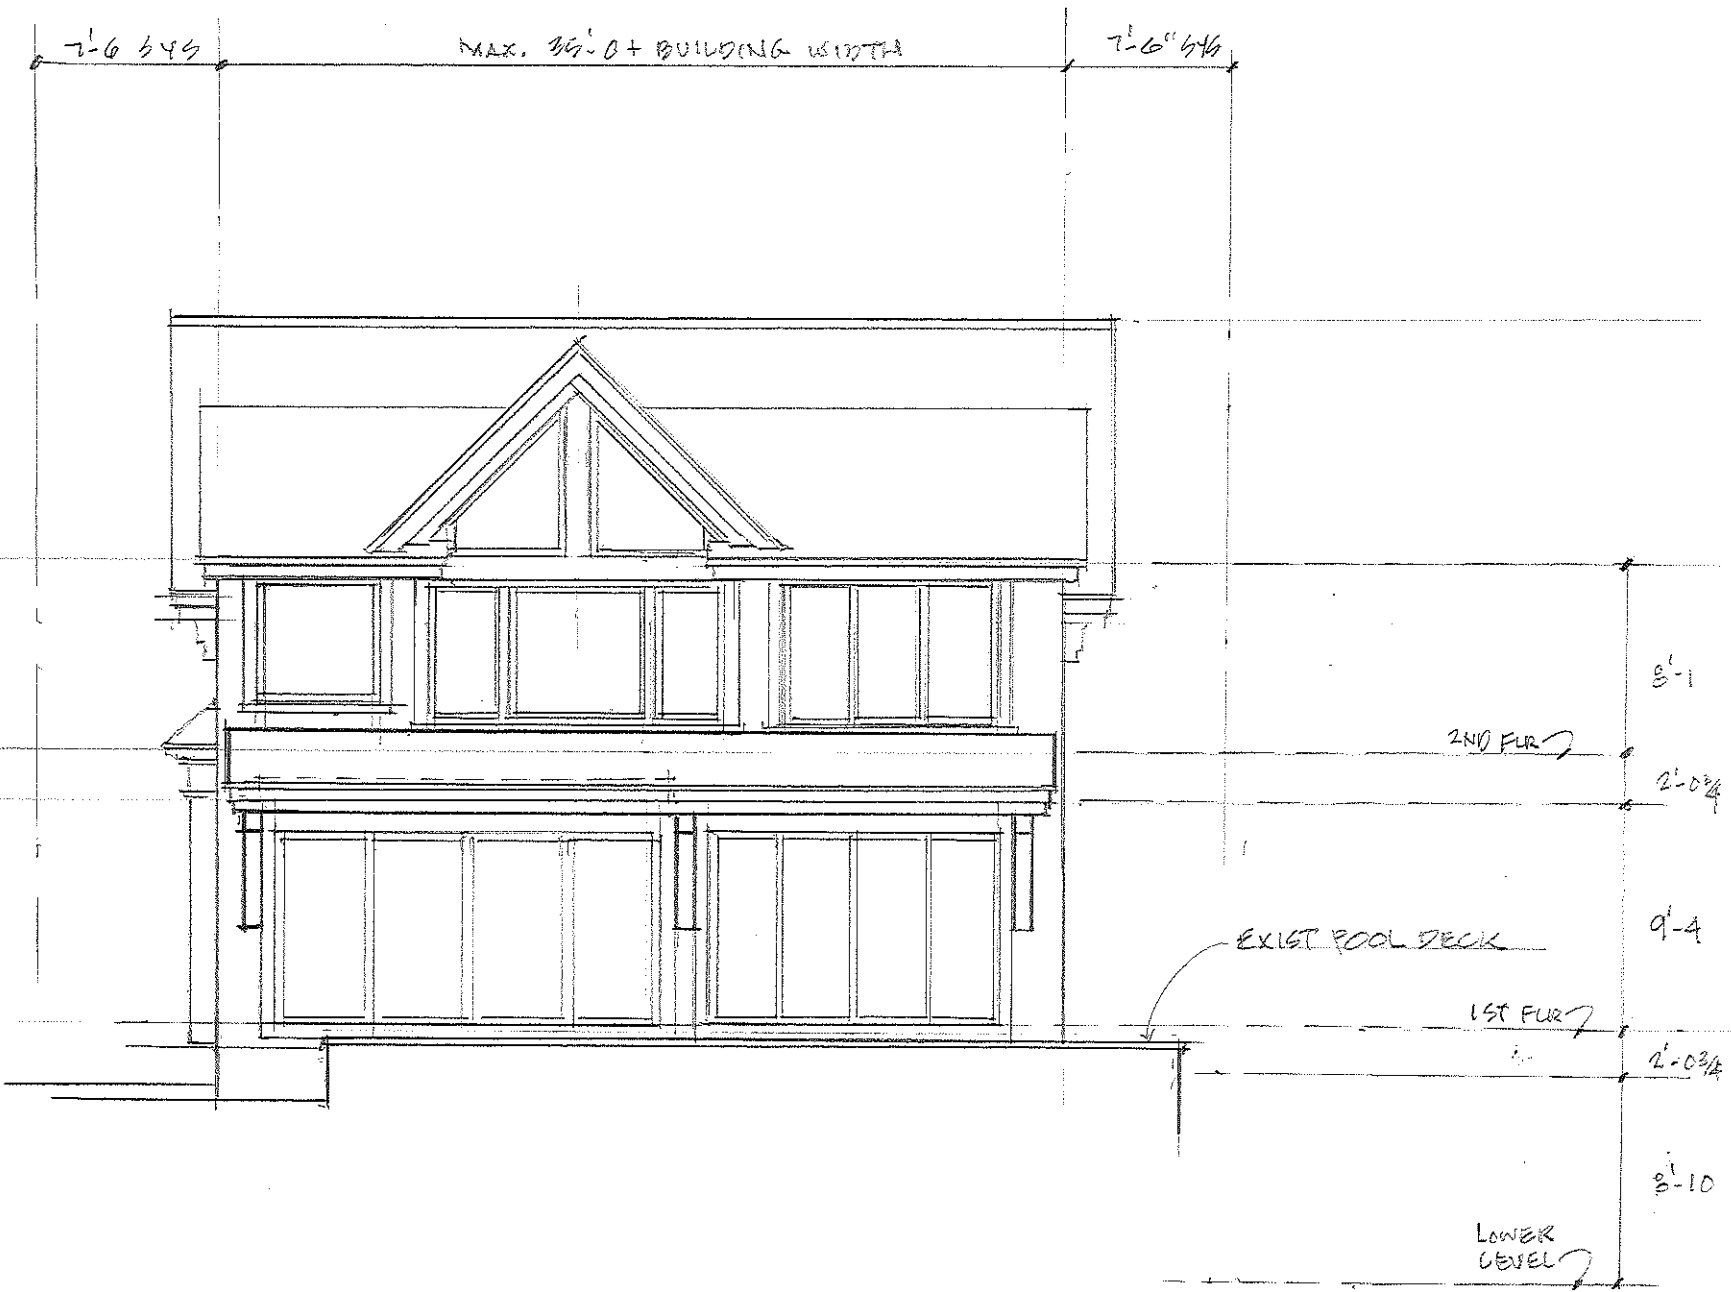 7'-6 SYS
MAX. 35'-0± BUILDING WIDTH
7'-6" SYS
8'-1
2ND FLR
2'-0¾
9'-4
EXIST POOL DECK
1ST FLR
2'-0¾
8'-10
LOWER
LEVEL